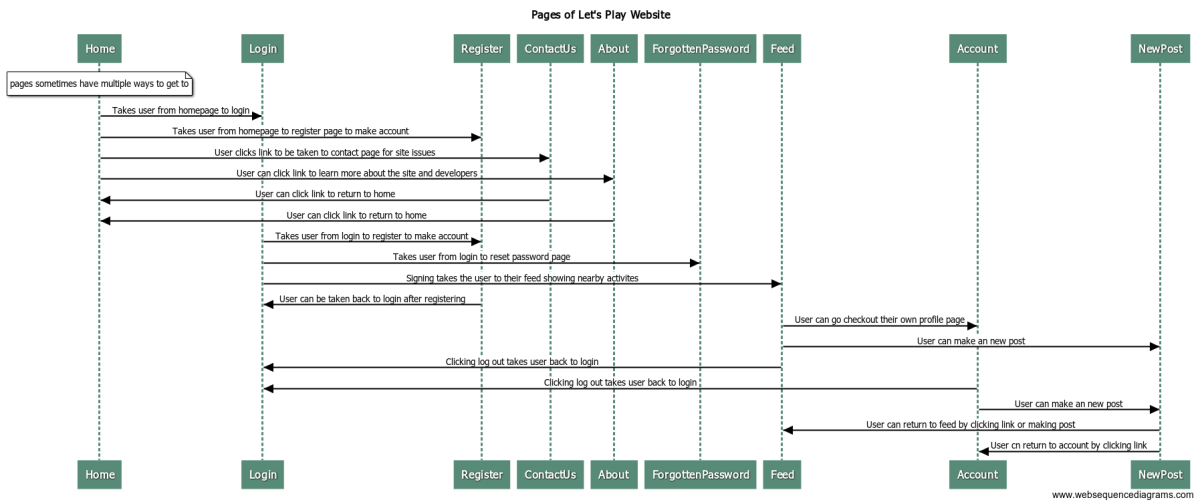 Pages of Let's Play Website
Home Login Register ContactUs About ForgottenPassword Feed Account NewPost
pages sometimes have multiple ways to get to
Takes user from homepage to login
Takes user from homepage to register page to make account
User clicks link to be taken to contact page for site issues
User can click link to learn more about the site and developers
User can click link to return to home
User can click link to return to home
Takes user from login to register to make account
Takes user from login to reset password page
Signing takes the user to their feed showing nearby activites
User can be taken back to login after registering
User can go checkout their own profile page
User can make an new post
Clicking log out takes user back to login
Clicking log out takes user back to login
User can make an new post
User can return to feed by clicking link or making post
User cn return to account by clicking link
Home Login Register ContactUs About ForgottenPassword Feed Account NewPost
www.websequencediagrams.com